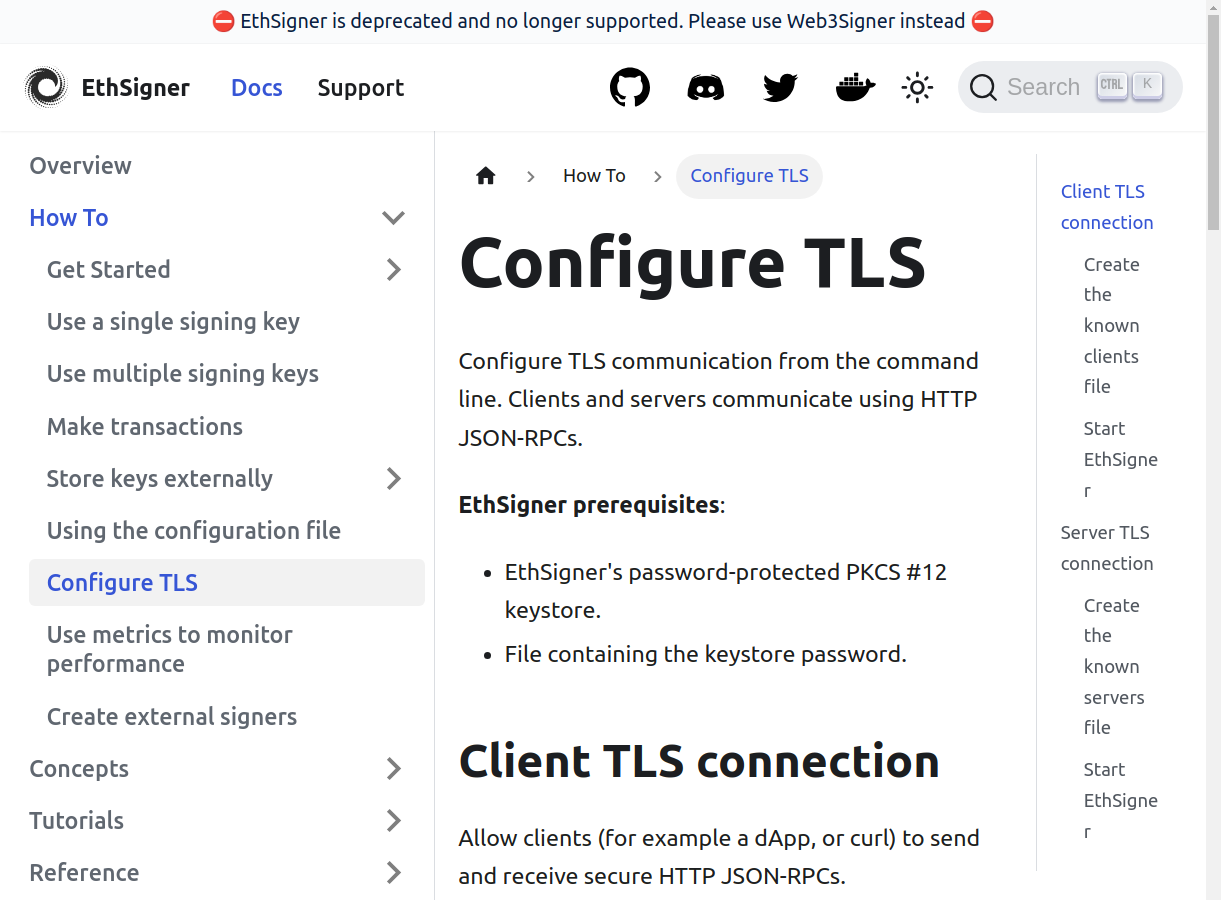 ⛔ EthSigner is deprecated and no longer supported. Please use Web3Signer instead ⛔
EthSigner
Docs
Support
Search
CTRL
K
Overview
How To
Get Started
Use a single signing key
Use multiple signing keys
Make transactions
Store keys externally
Using the configuration file
Configure TLS
Use metrics to monitor
performance
Create external signers
Concepts
Tutorials
Reference
How To
Configure TLS
Configure TLS
Configure TLS communication from the command
line. Clients and servers communicate using HTTP
JSON-RPCs.
EthSigner prerequisites:
• EthSigner's password-protected PKCS #12
keystore.
• File containing the keystore password.
Client TLS connection
Allow clients (for example a dApp, or curl) to send
and receive secure HTTP JSON-RPCs.
Client TLS
connection
Create
the
known
clients
file
Start
EthSigne
r
Server TLS
connection
Create
the
known
servers
file
Start
EthSigne
r